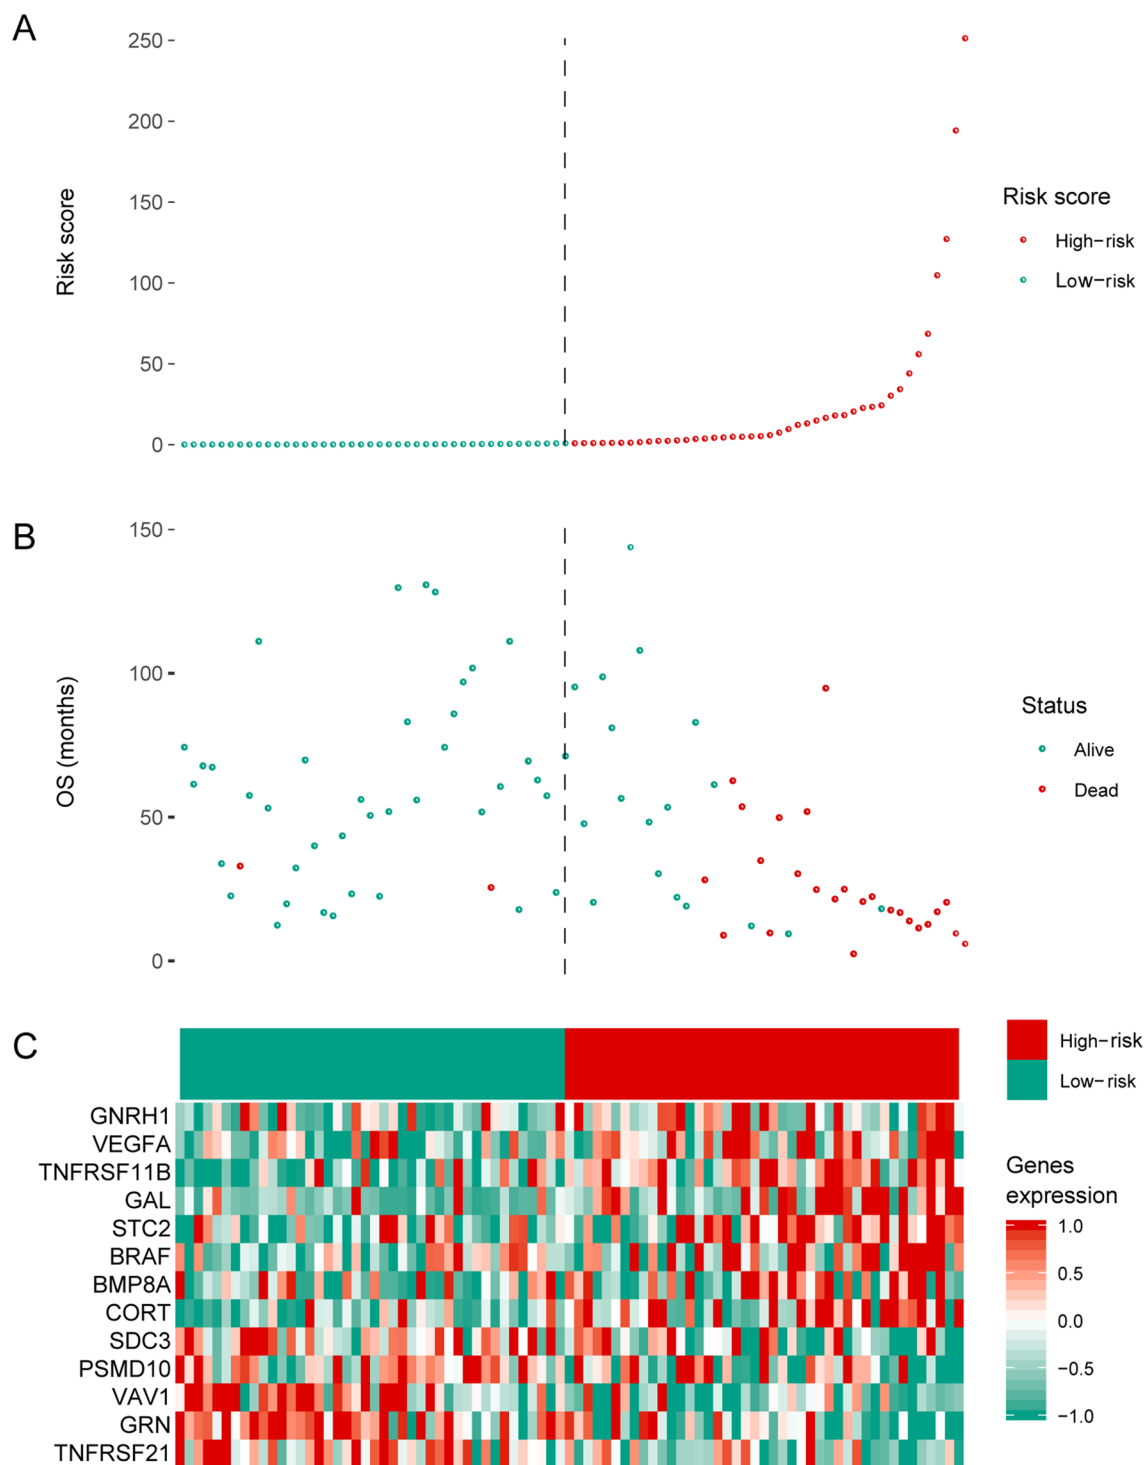 A
250
200
150
100
50
0
Risk score
Risk score
High-risk
Low-risk
B
150
100
50
0
OS (months)
Status
Alive
Dead
C
High-risk
Low-risk
GNRH1
VEGFA
TNFRSF11B
GAL
STC2
BRAF
BMP8A
CORT
SDC3
PSMD10
VAV1
GRN
TNFRSF21
Genes
expression
1.0
0.5
0.0
−0.5
−1.0